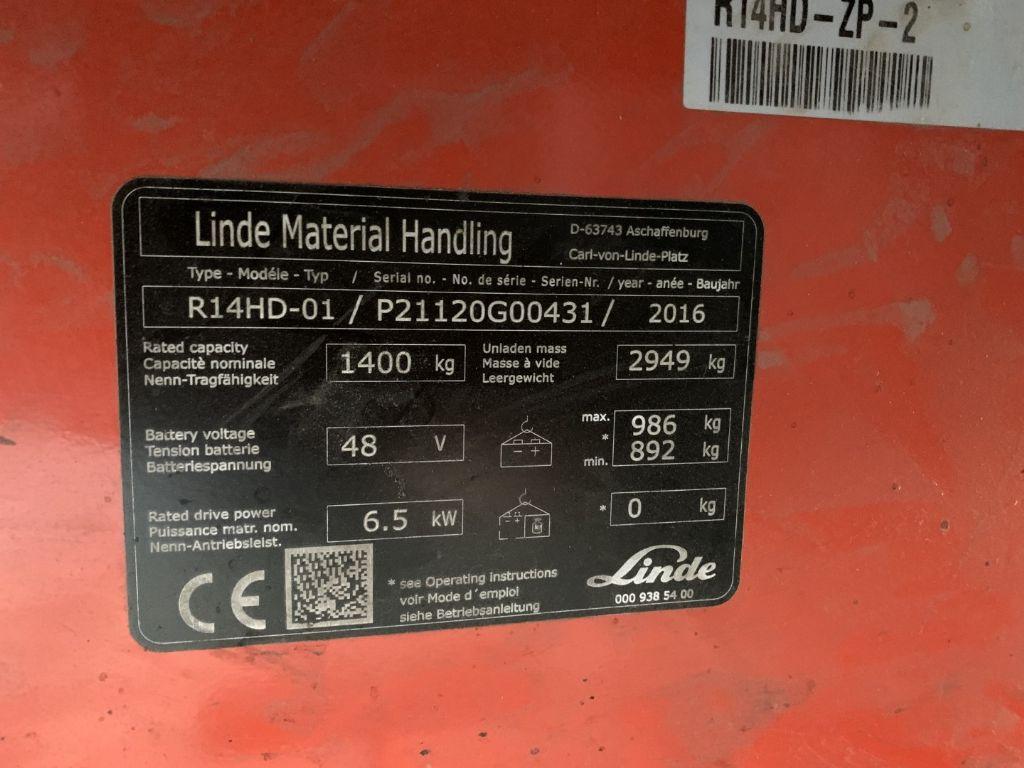 R14HD-ZP-2
Linde Material Handling
D-63743 Aschaffenburg
Carl-von-Linde-Platz
Type - Modéle - Typ / Serial no. - No. de série - Serien-Nr. / year - anée - Baujahr
R14HD-01 / P21120G00431 / 2016
Rated capacity
Capacitè nominale
Nenn-Tragfähigkeit
1400 kg
Unladen mass
Masse à vide
Leergewicht
2949 kg
Battery voltage
Tension batterie
Batteriespannung
48 V
- +
max. 986 kg
*
min. 892 kg
Rated drive power
Puissance matr. nom.
Nenn-Antriebsleist.
6.5 kW
- + kg
* 0 kg
CE
* see Operating instructions
voir Mode d´emploi
siehe Betriebsanleitung
Linde
000 938 54 00